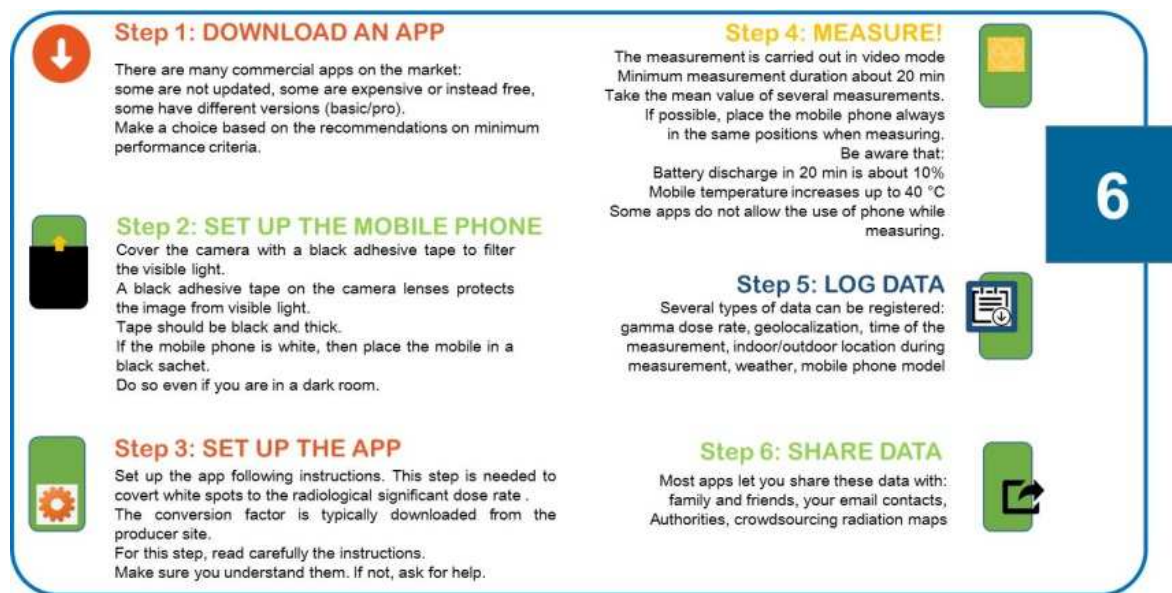 Step 1: DOWNLOAD AN APP
There are many commercial apps on the market:
some are not updated, some are expensive or instead free,
some have different versions (basic/pro).
Make a choice based on the recommendations on minimum
performance criteria.
Step 2: SET UP THE MOBILE PHONE
Cover the camera with a black adhesive tape to filter
the visible light.
A black adhesive tape on the camera lenses protects
the image from visible light.
Tape should be black and thick.
If the mobile phone is white, then place the mobile in a
black sachet.
Do so even if you are in a dark room.
Step 3: SET UP THE APP
Set up the app following instructions. This step is needed to
covert white spots to the radiological significant dose rate .
The conversion factor is typically downloaded from the
producer site.
For this step, read carefully the instructions.
Make sure you understand them. If not, ask for help.
Step 4: MEASURE!
The measurement is carried out in video mode
Minimum measurement duration about 20 min
Take the mean value of several measurements.
If possible, place the mobile phone always
in the same positions when measuring.
Be aware that:
Battery discharge in 20 min is about 10%
Mobile temperature increases up to 40 °C
Some apps do not allow the use of phone while
measuring.
Step 5: LOG DATA
Several types of data can be registered:
gamma dose rate, geolocalization, time of the
measurement, indoor/outdoor location during
measurement, weather, mobile phone model
Step 6: SHARE DATA
Most apps let you share these data with:
family and friends, your email contacts,
Authorities, crowdsourcing radiation maps
6